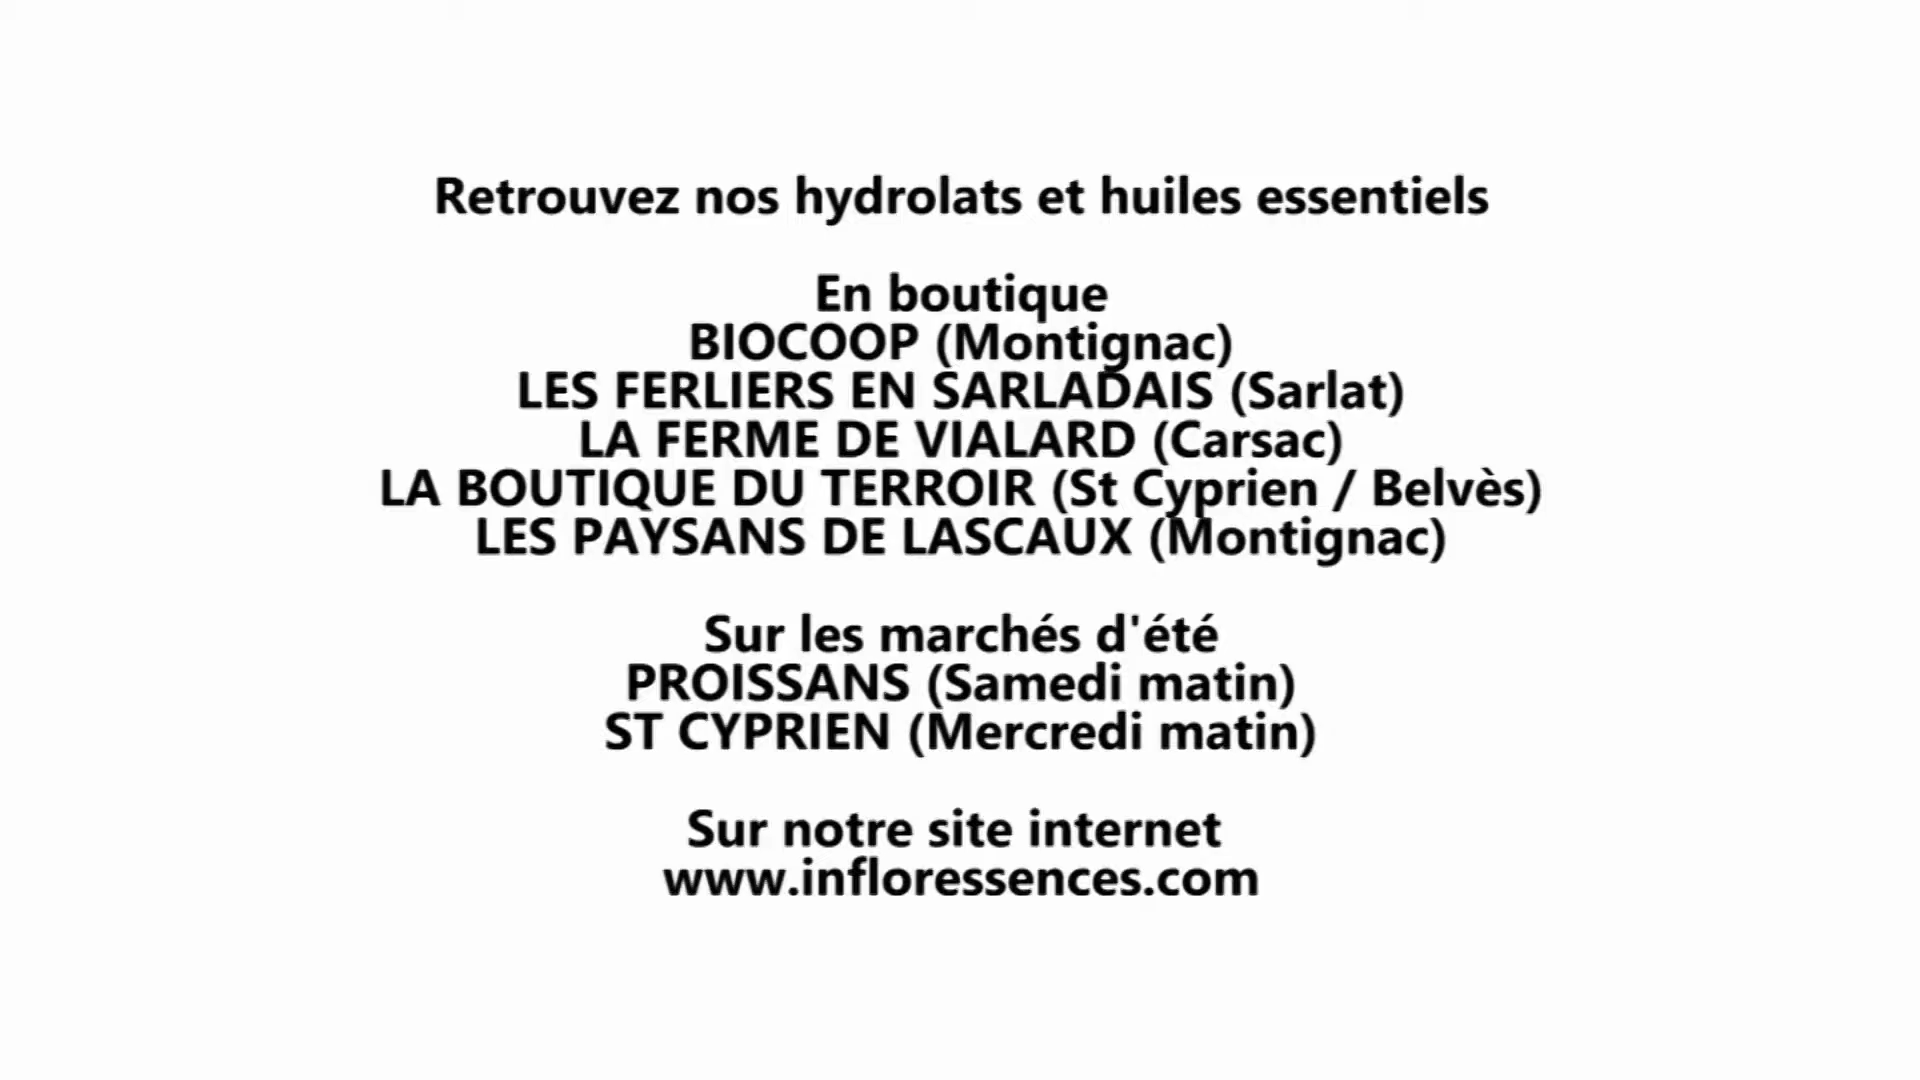 Retrouvez nos hydrolats et huiles essentiels
En boutique
BIOCOOP (Montignac)
LES FERLIERS EN SARLADAIS (Sarlat)
LA FERME DE VIALARD (Carsac)
LA BOUTIQUE DU TERROIR (St Cyprien / Belvès)
LES PAYSANS DE LASCAUX (Montignac)
Sur les marchés d'été
PROISSANS (Samedi matin)
ST CYPRIEN (Mercredi matin)
Sur notre site internet
www.infloressences.com